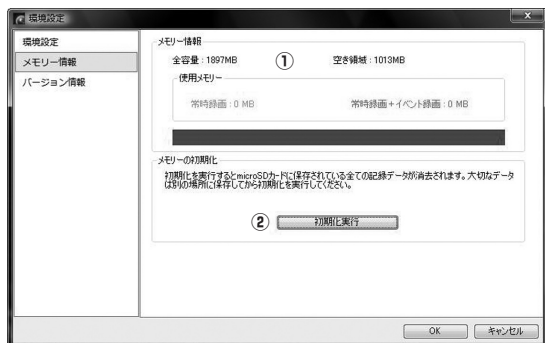 環境設定
環境設定
メモリー情報
バージョン情報
メモリー情報
全容量:1897MB ① 空き領域:1013MB
使用メモリー
常時録画:0 MB 常時録画+イベント録画:0 MB
メモリーの初期化
初期化を実行するとmicroSDカードに保存されている全ての記録データが消去されます。大切なデータ
は別の場所に保存してから初期化を実行してください。
② 初期化実行
OK キャンセル